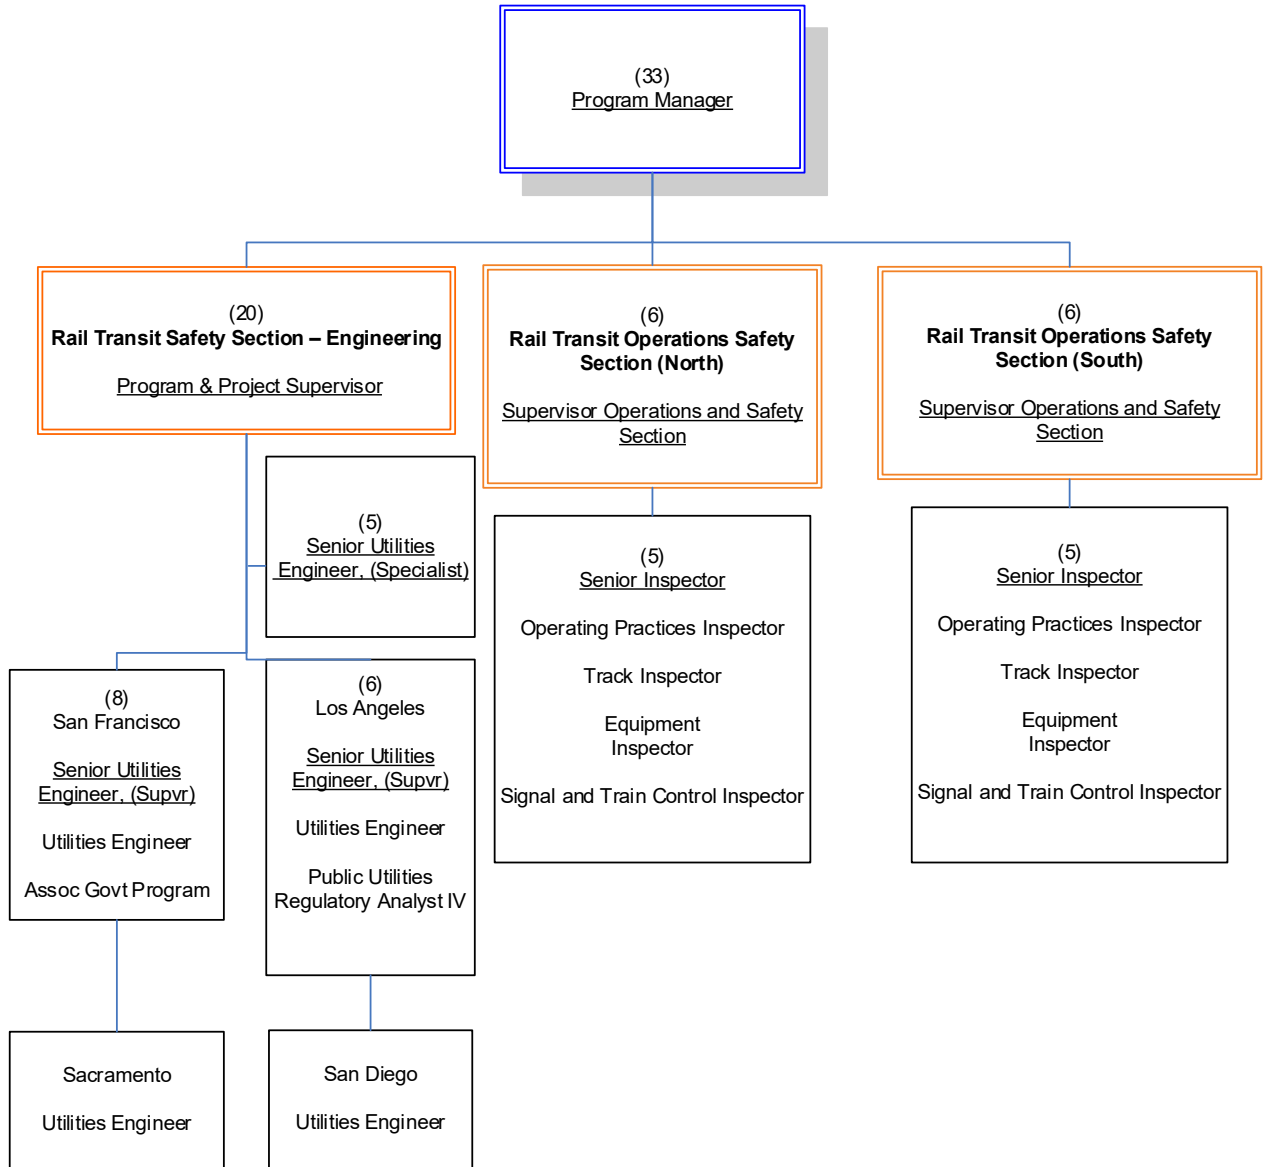 (33)
Program Manager
(20)
Rail Transit Safety Section – Engineering
Program & Project Supervisor
(6)
Rail Transit Operations Safety
Section (North)
Supervisor Operations and Safety
Section
(6)
Rail Transit Operations Safety
Section (South)
Supervisor Operations and Safety
Section
(5)
Senior Utilities
Engineer, (Specialist)
(8)
San Francisco
Senior Utilities
Engineer, (Supvr)
Utilities Engineer
Assoc Govt Program
(6)
Los Angeles
Senior Utilities
Engineer, (Supvr)
Utilities Engineer
Public Utilities
Regulatory Analyst IV
(5)
Senior Inspector
Operating Practices Inspector
Track Inspector
Equipment
Inspector
Signal and Train Control Inspector
(5)
Senior Inspector
Operating Practices Inspector
Track Inspector
Equipment
Inspector
Signal and Train Control Inspector
Sacramento
Utilities Engineer
San Diego
Utilities Engineer